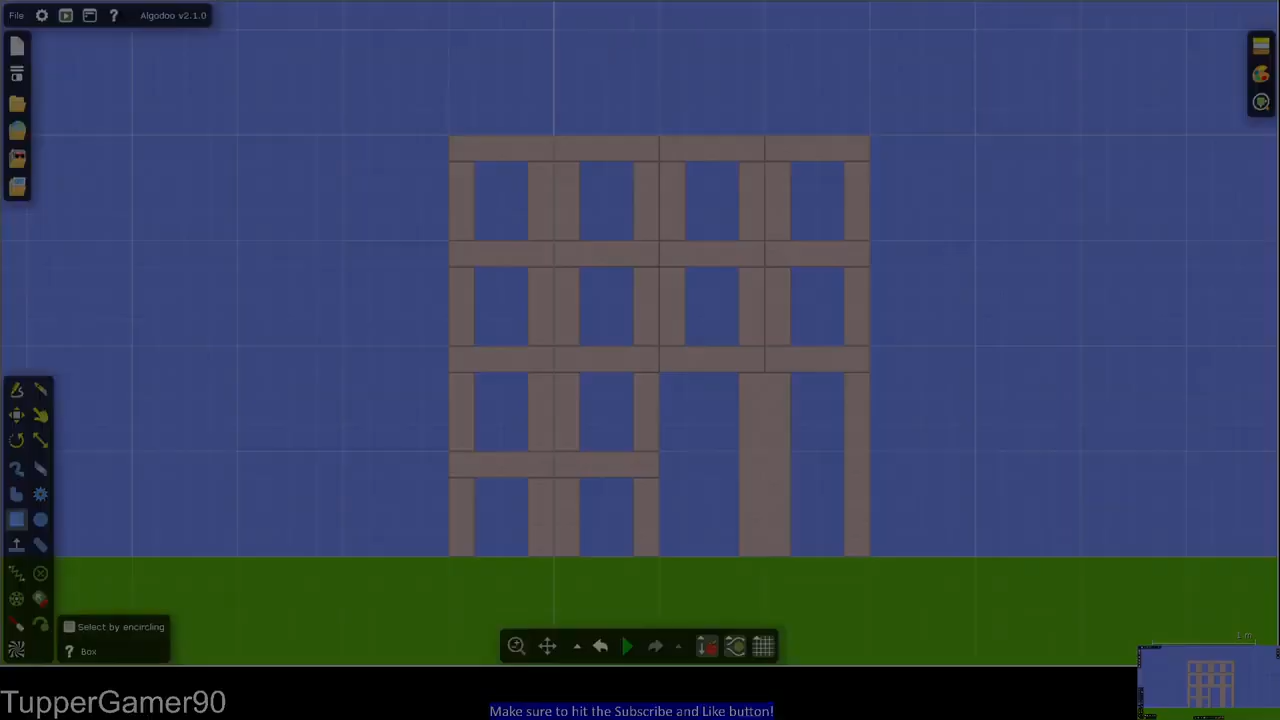 File
? Algodoo v2.1.0
Select by encircling
? Box
1 m
TupperGamer90
Make sure to hit the Subscribe and Like button!